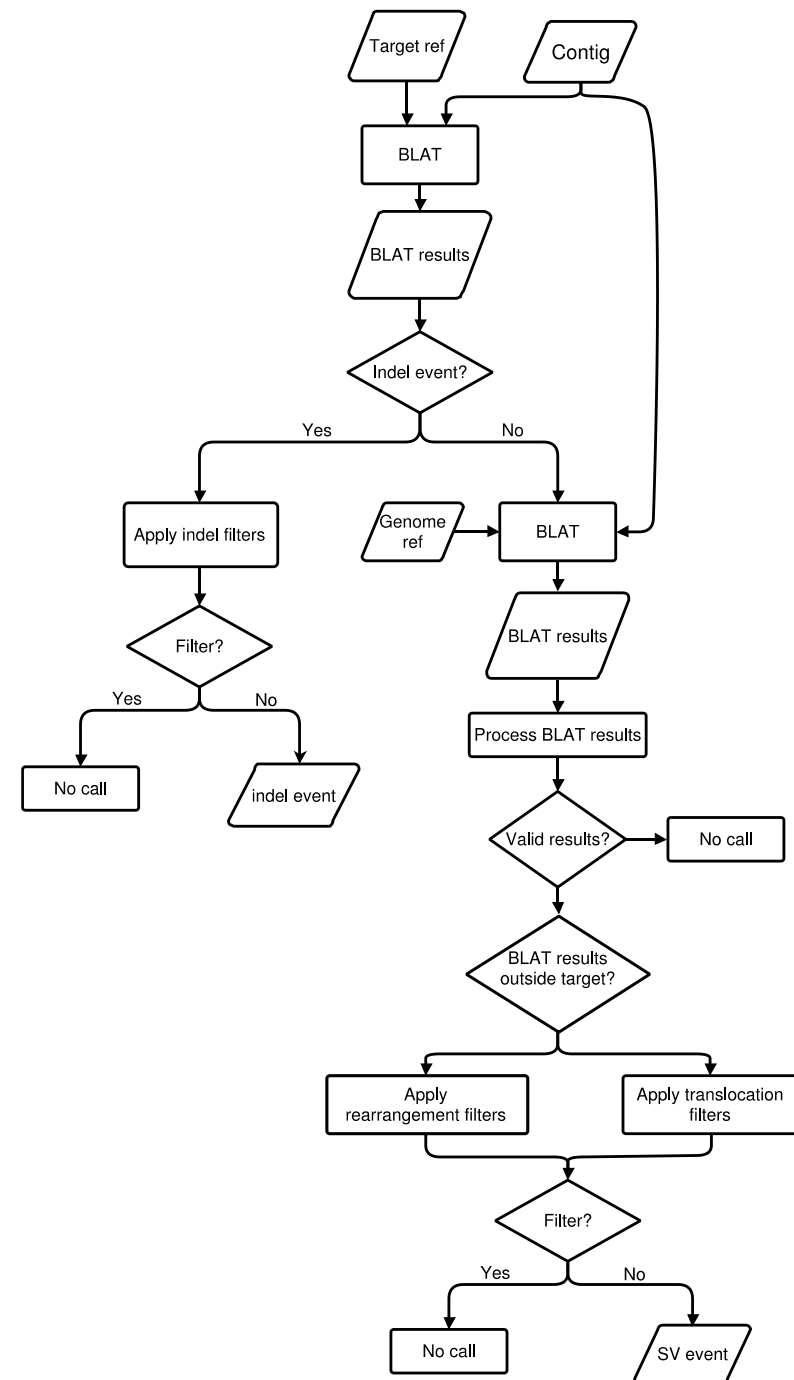 Target ref
Contig
BLAT
BLAT results
Indel event?
Yes
No
Apply indel filters
Genome
ref
BLAT
Filter?
BLAT results
Yes
No
Process BLAT results
No call
indel event
Valid results?
No call
BLAT results
outside target?
Apply
rearrangement filters
Apply translocation
filters
Filter?
Yes
No
No call
SV event